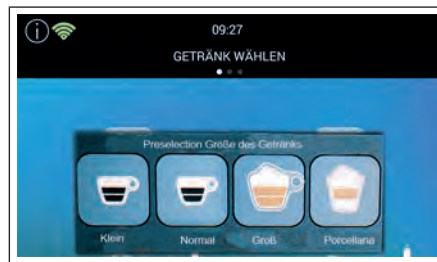 09:27
GETRÄNK WÄHLEN
Preselection Größe des Getränks
Klein Normal Groß Porcellana